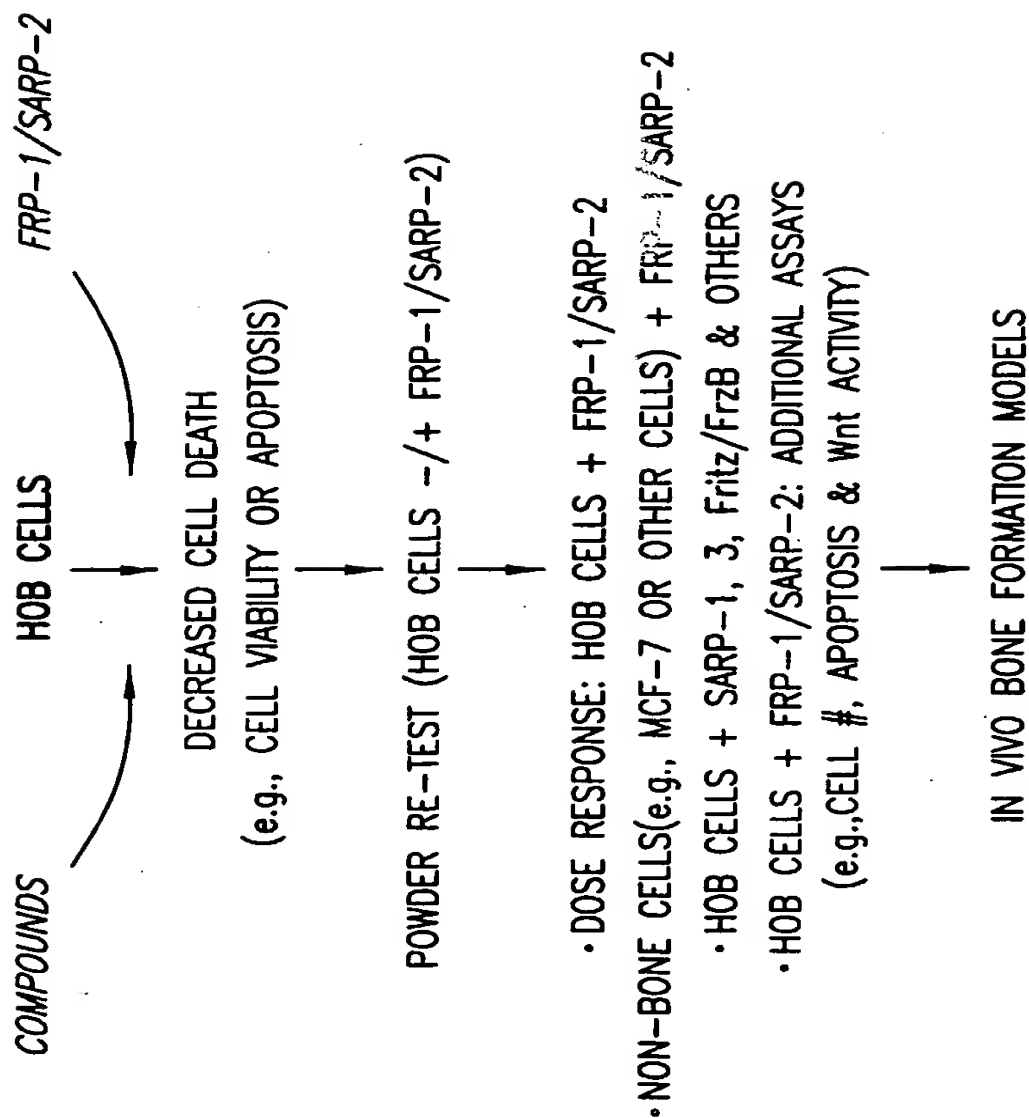 COMPOUNDS HOB CELLS FRP-1/SARP-2
DECREASED CELL DEATH
(e.g., CELL VIABILITY OR APOPTOSIS)
POWDER RE-TEST (HOB CELLS -/+ FRP-1/SARP-2)
· DOSE RESPONSE: HOB CELLS + FRP-1/SARP-2
· NON-BONE CELLS(e.g., MCF-7 OR OTHER CELLS) + FRP-1/SARP-2
· HOB CELLS + SARP-1, 3, Fritz/FrzB & OTHERS
· HOB CELLS + FRP-1/SARP-2: ADDITIONAL ASSAYS
(e.g.,CELL #, APOPTOSIS & Wnt ACTIVITY)
IN VIVO BONE FORMATION MODELS